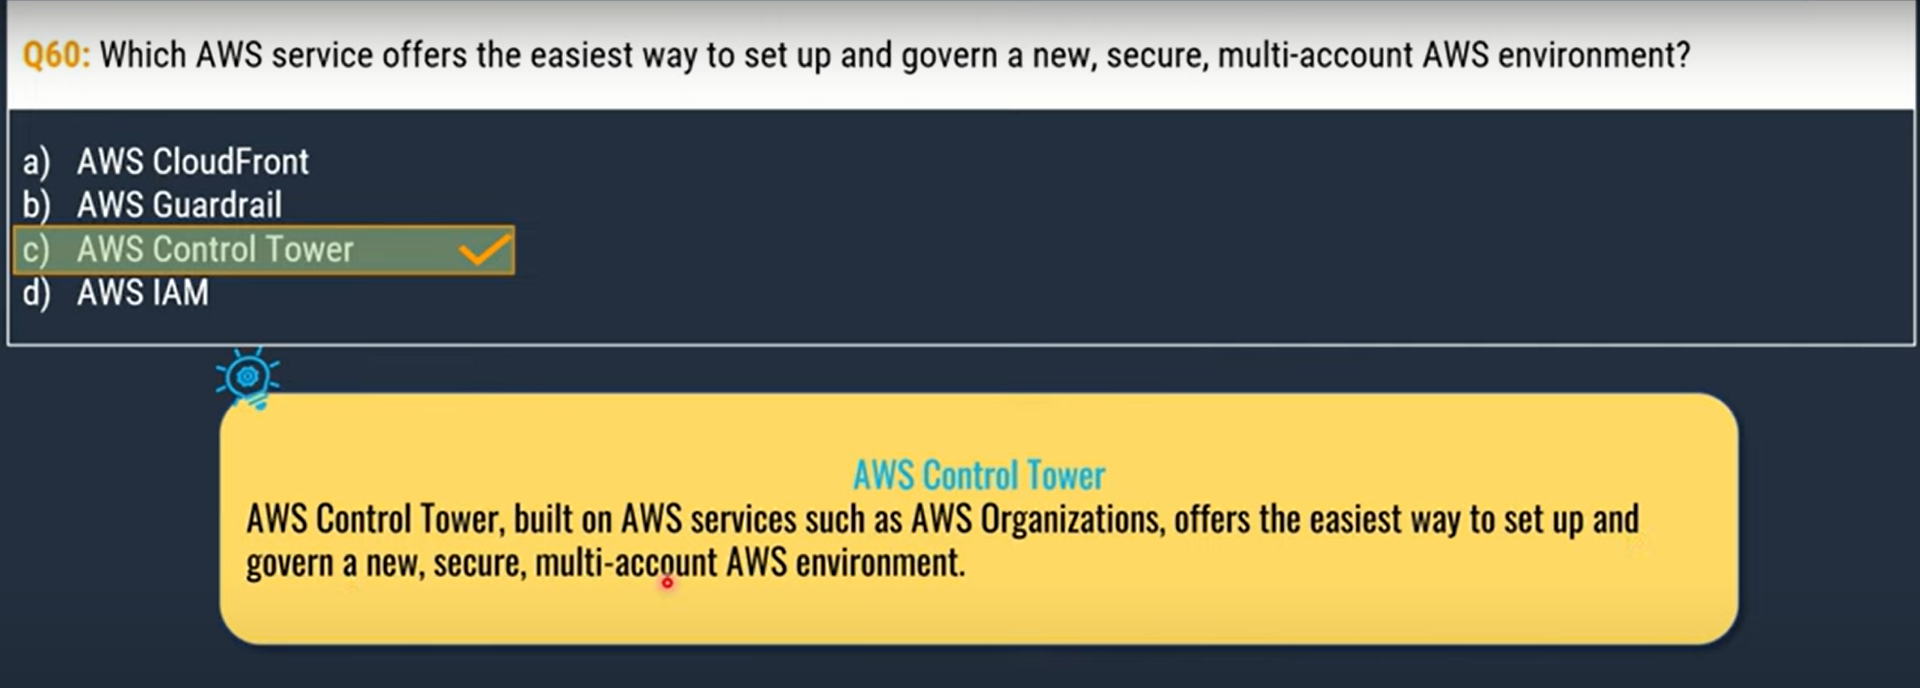 Q60: Which AWS service offers the easiest way to set up and govern a new, secure, multi-account AWS environment?
a) AWS CloudFront
b) AWS Guardrail
c) AWS Control Tower
d) AWS IAM
AWS Control Tower
AWS Control Tower, built on AWS services such as AWS Organizations, offers the easiest way to set up and
govern a new, secure, multi-account AWS environment.